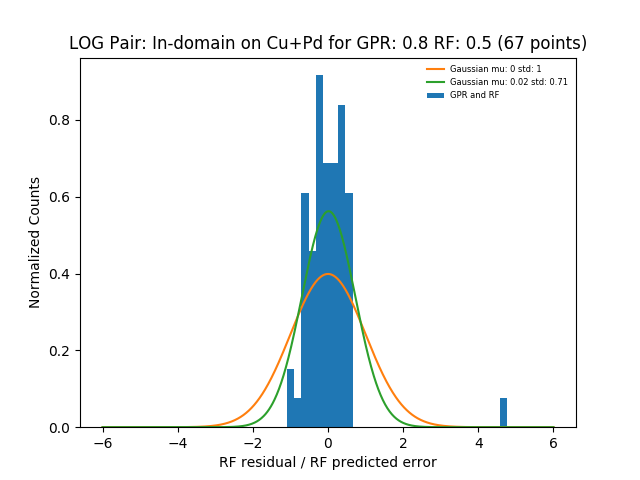 LOG Pair: In-domain on Cu+Pd for GPR: 0.8 RF: 0.5 (67 points)
Gaussian mu: 0 std: 1
Gaussian mu: 0.02 std: 0.71
GPR and RF
Normalized Counts
0.8
0.6
0.4
0.2
0.0
−6 −4 −2 0 2 4 6
RF residual / RF predicted error